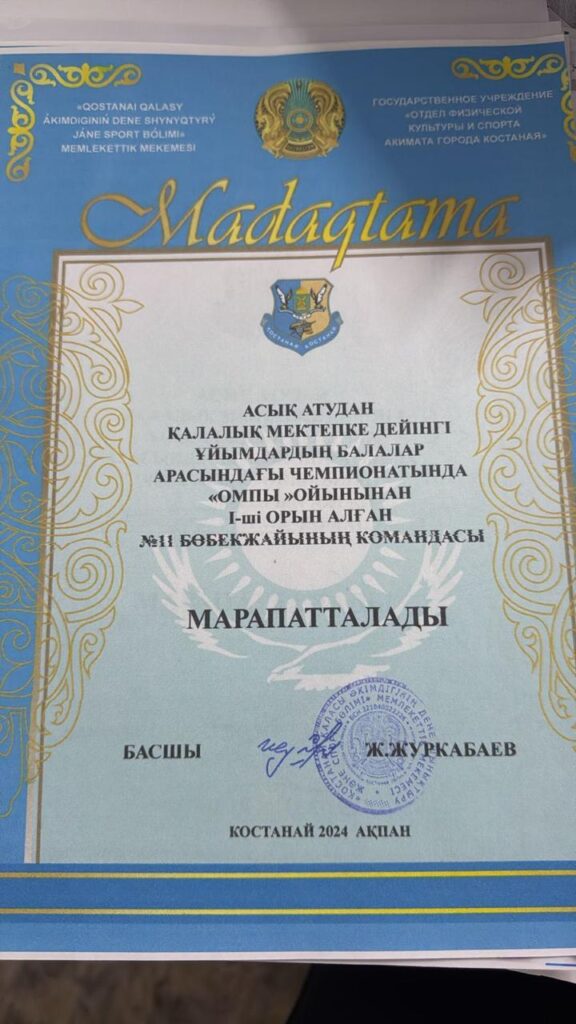 «QOSTANAI QALASY
ÁKIMDIGINIŃ DENE SHYNYQTYRÝ
JÁNE SPORT BÓLIMI»
MEMLEKETTIK MEKEMESI
ГОСУДАРСТВЕННОЕ УЧРЕЖДЕНИЕ
«ОТДЕЛ ФИЗИЧЕСКОЙ
КУЛЬТУРЫ И СПОРТА
АКИМАТА ГОРОДА КОСТАНАЯ»
Madaqtama
ҚОСТАНАЙ КОСТАНАЙ
АСЫҚ АТУДАН
ҚАЛАЛЫҚ МЕКТЕПКЕ ДЕЙІНГІ
ҰЙЫМДАРДЫҢ БАЛАЛАР
АРАСЫНДАҒЫ ЧЕМПИОНАТЫНДА
«ОМПЫ »ОЙЫНЫНАН
І-ші ОРЫН АЛҒАН
№11 БӨБЕКЖАЙЫНЫҢ КОМАНДАСЫ
МАРАПАТТАЛАДЫ
БАСШЫ
Ж.ЖУРКАБАЕВ
КОСТАНАЙ 2024 АҚПАН